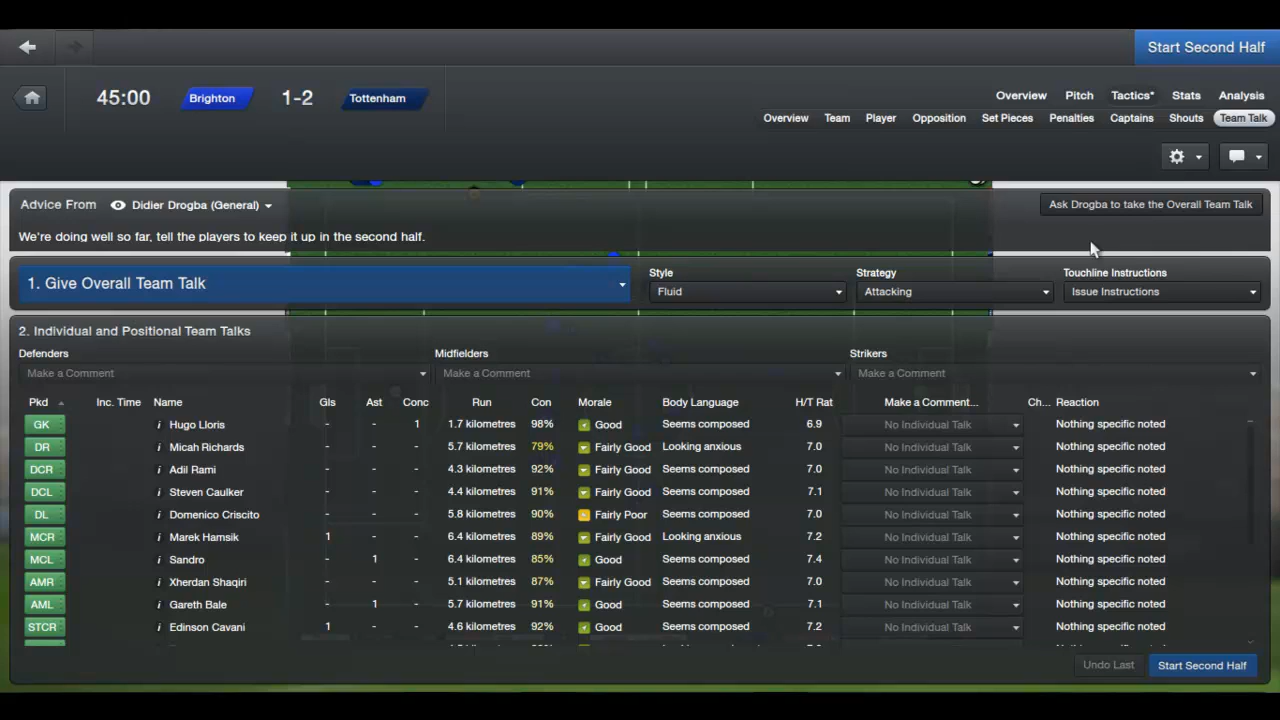 Start Second Half
45:00 Brighton 1-2 Tottenham
Overview Pitch Tactics* Stats Analysis
Overview Team Player Opposition Set Pieces Penalties Captains Shouts Team Talk
Advice From Didier Drogba (General) Ask Drogba to take the Overall Team Talk
We're doing well so far, tell the players to keep it up in the second half.
1. Give Overall Team Talk
Style Strategy Touchline Instructions
Fluid Attacking Issue Instructions
2. Individual and Positional Team Talks
Defenders Midfielders Strikers
Make a Comment Make a Comment Make a Comment
Pkd Inc. Time Name Gls Ast Conc Run Con Morale Body Language H/T Rat Make a Comment... Ch... Reaction
GK i Hugo Lloris - - 1 1.7 kilometres 98% Good Seems composed 6.9 No Individual Talk Nothing specific noted
DR i Micah Richards - - - 5.7 kilometres 79% Fairly Good Looking anxious 7.0 No Individual Talk Nothing specific noted
DCR i Adil Rami - - - 4.3 kilometres 92% Fairly Good Seems composed 7.0 No Individual Talk Nothing specific noted
DCL i Steven Caulker - - - 4.4 kilometres 91% Fairly Good Seems composed 7.1 No Individual Talk Nothing specific noted
DL i Domenico Criscito - - - 5.8 kilometres 90% Fairly Poor Seems composed 7.0 No Individual Talk Nothing specific noted
MCR i Marek Hamsik 1 - - 6.4 kilometres 89% Fairly Good Looking anxious 7.2 No Individual Talk Nothing specific noted
MCL i Sandro - 1 - 6.4 kilometres 85% Good Seems composed 7.4 No Individual Talk Nothing specific noted
AMR i Xherdan Shaqiri - - - 5.1 kilometres 87% Fairly Good Seems composed 7.0 No Individual Talk Nothing specific noted
AML i Gareth Bale - 1 - 5.7 kilometres 91% Good Seems composed 7.1 No Individual Talk Nothing specific noted
STCR i Edinson Cavani 1 - - 4.6 kilometres 92% Good Seems composed 7.2 No Individual Talk Nothing specific noted
Undo Last Start Second Half